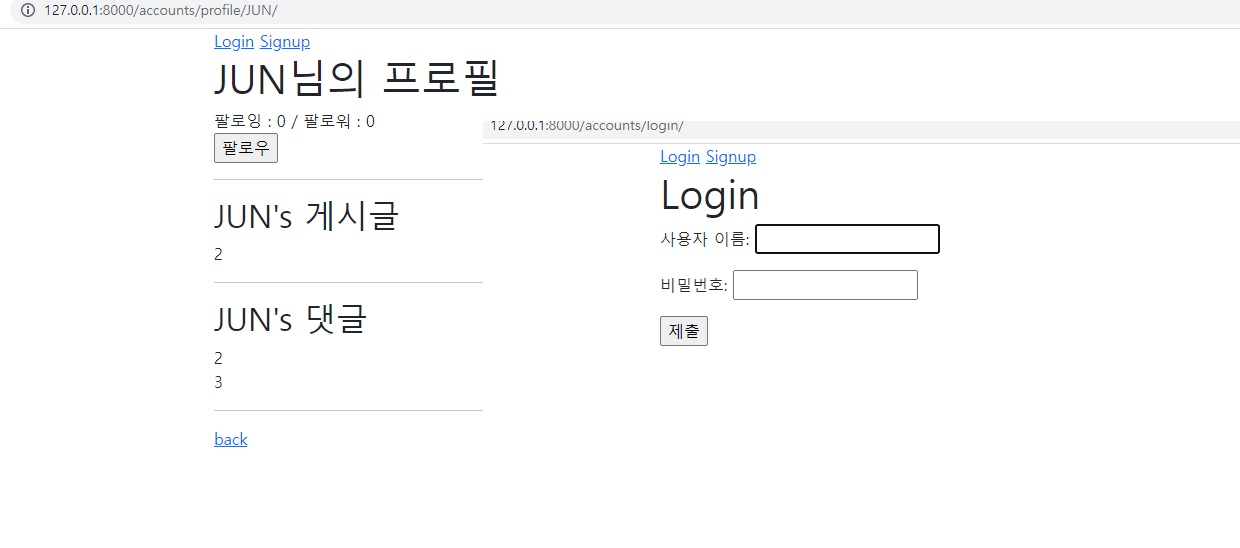 127.0.0.1:8000/accounts/profile/JUN/
Login Signup
JUN님의 프로필
팔로잉 : 0 / 팔로워 : 0
팔로우
JUN's 게시글
2
JUN's 댓글
2
3
back
127.0.0.1:8000/accounts/login/
Login Signup
Login
사용자 이름:
비밀번호:
제출